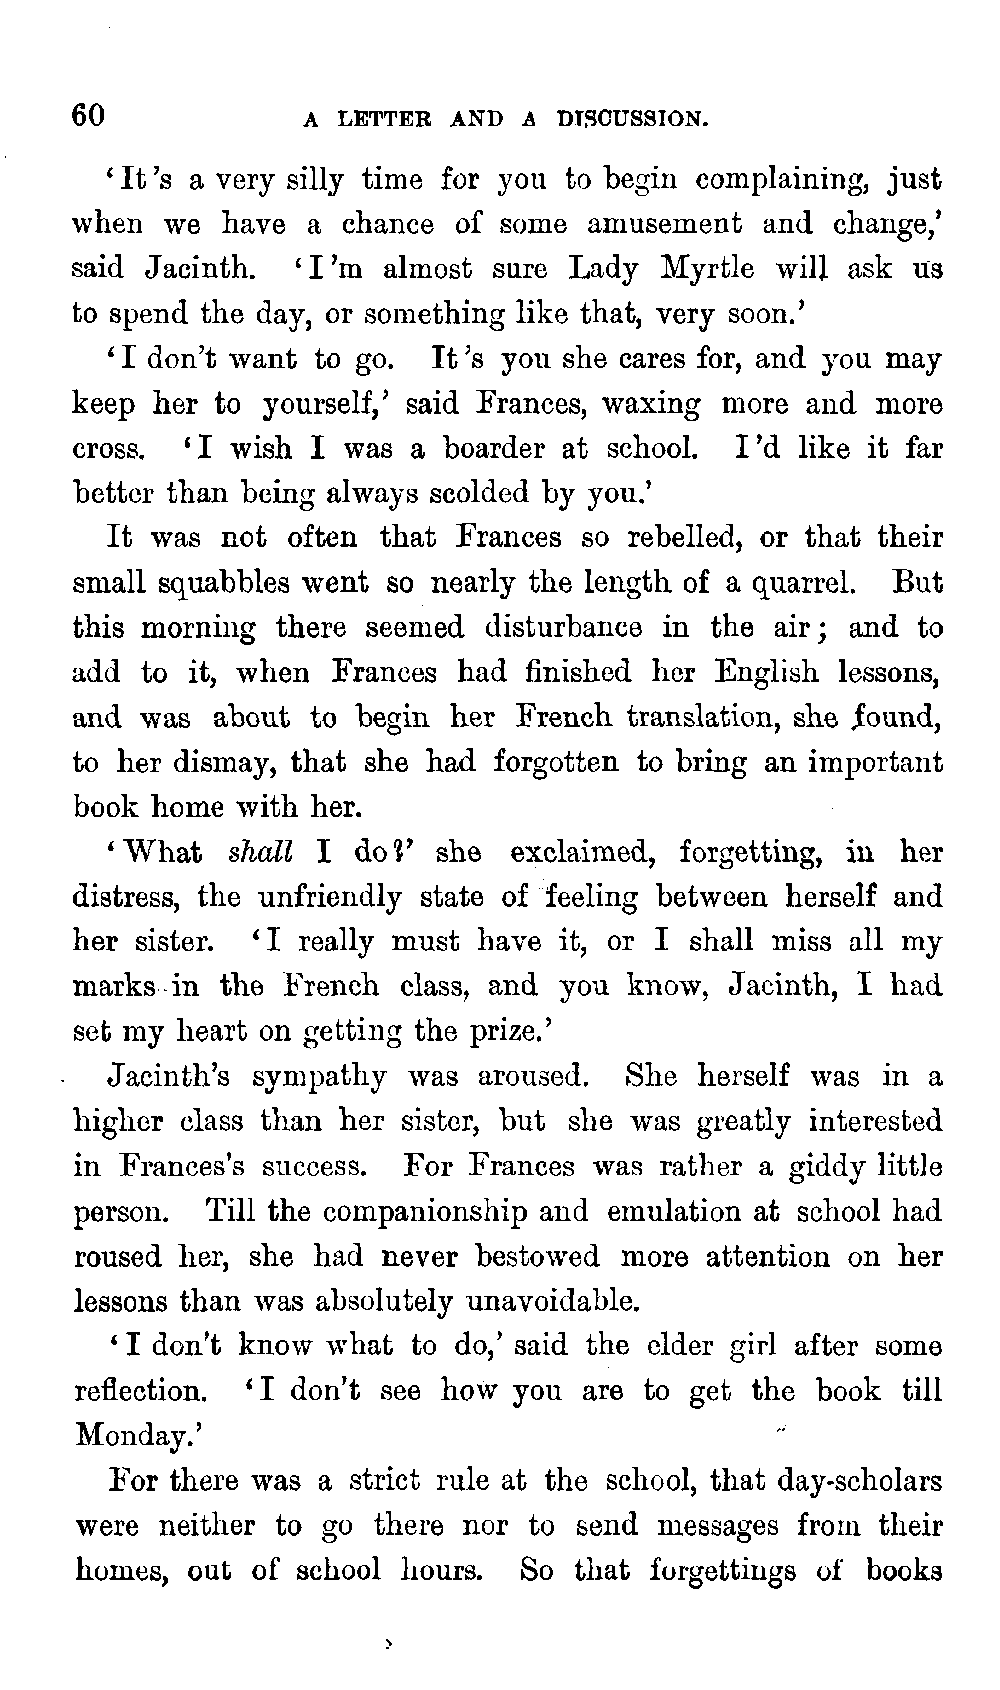 60 A LETTER AND A DISCUSSION.
‘It’s a very silly time for you to begin complaining, just
when we have a chance of some amusement and change,’
said Jacinth. ‘I’m almost sure Lady Myrtle will ask us
to spend the day, or something like that, very soon.’
‘I don’t want to go. It’s you she cares for, and you may
keep her to yourself,’ said Frances, waxing more and more
cross. ‘I wish I was a boarder at school. I’d like it far
better than being always scolded by you.’
It was not often that Frances so rebelled, or that their
small squabbles went so nearly the length of a quarrel. But
this morning there seemed disturbance in the air; and to
add to it, when Frances had finished her English lessons,
and was about to begin her French translation, she found,
to her dismay, that she had forgotten to bring an important
book home with her.
‘What shall I do?’ she exclaimed, forgetting, in her
distress, the unfriendly state of feeling between herself and
her sister. ‘I really must have it, or I shall miss all my
marks in the French class, and you know, Jacinth, I had
set my heart on getting the prize.’
Jacinth’s sympathy was aroused. She herself was in a
higher class than her sister, but she was greatly interested
in Frances’s success. For Frances was rather a giddy little
person. Till the companionship and emulation at school had
roused her, she had never bestowed more attention on her
lessons than was absolutely unavoidable.
‘I don’t know what to do,’ said the elder girl after some
reflection. ‘I don’t see how you are to get the book till
Monday.’
For there was a strict rule at the school, that day-scholars
were neither to go there nor to send messages from their
homes, out of school hours. So that forgettings of books